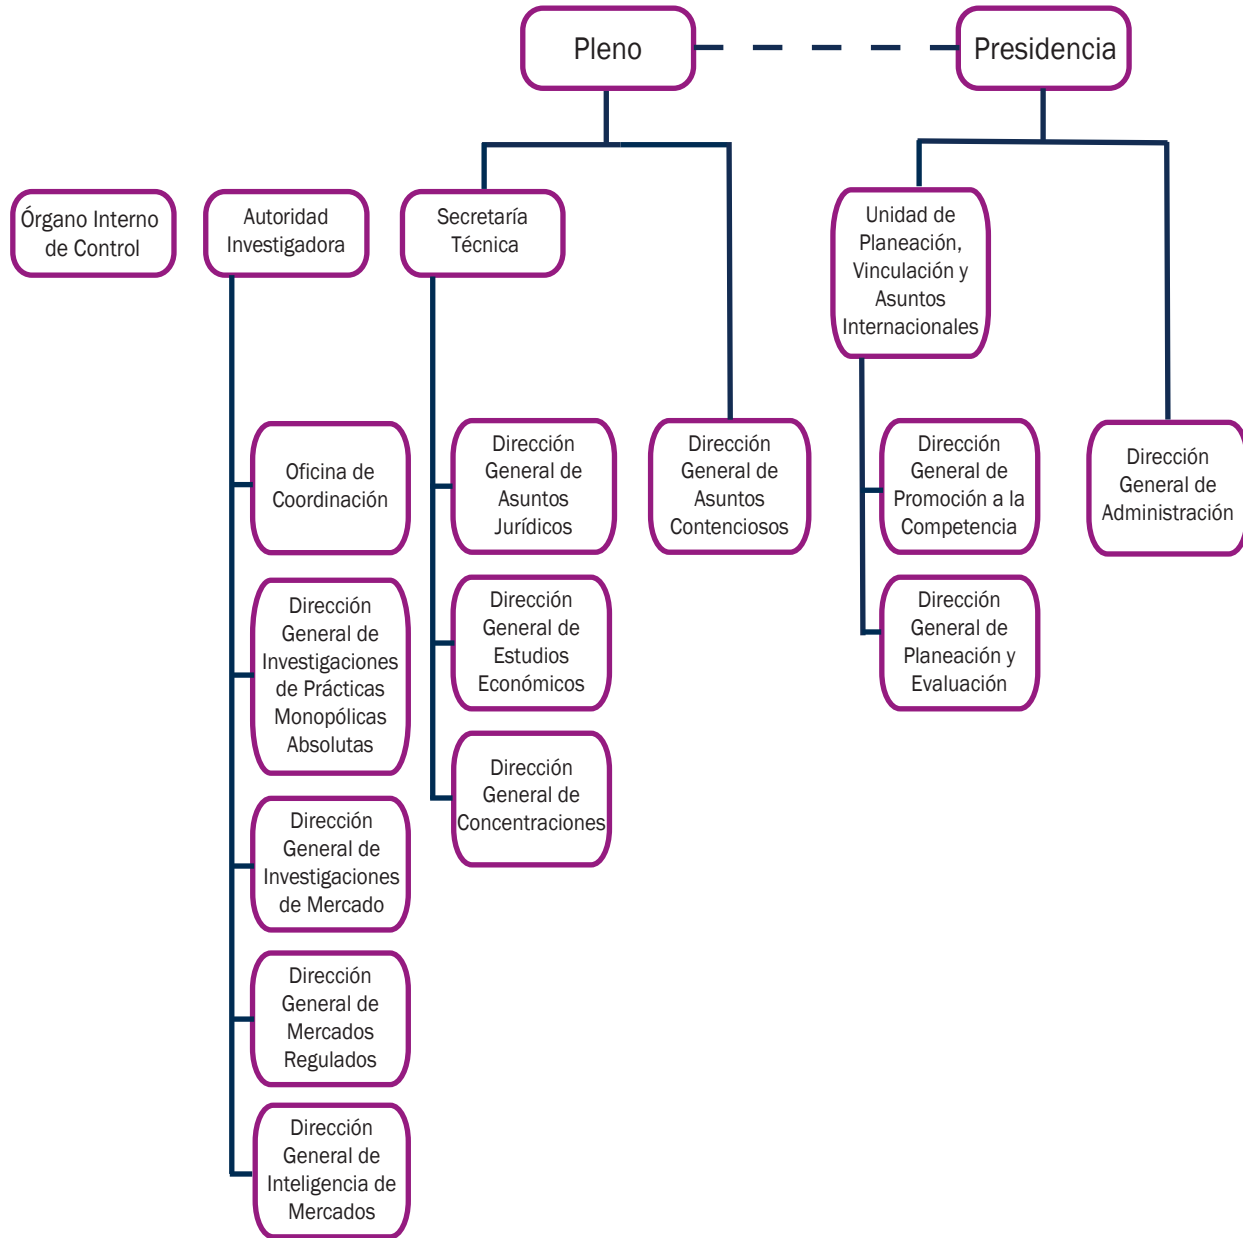 Pleno
Presidencia
Órgano Interno
de Control
Autoridad
Investigadora
Secretaría
Técnica
Unidad de
Planeación,
Vinculación y
Asuntos
Internacionales
Oficina de
Coordinación
Dirección
General de
Investigaciones
de Prácticas
Monopólicas
Absolutas
Dirección
General de
Investigaciones
de Mercado
Dirección
General de
Mercados
Regulados
Dirección
General de
Inteligencia de
Mercados
Dirección
General de
Asuntos
Jurídicos
Dirección
General de
Estudios
Económicos
Dirección
General de
Concentraciones
Dirección
General de
Asuntos
Contenciosos
Dirección
General de
Promoción a la
Competencia
Dirección
General de
Planeación y
Evaluación
Dirección
General de
Administración